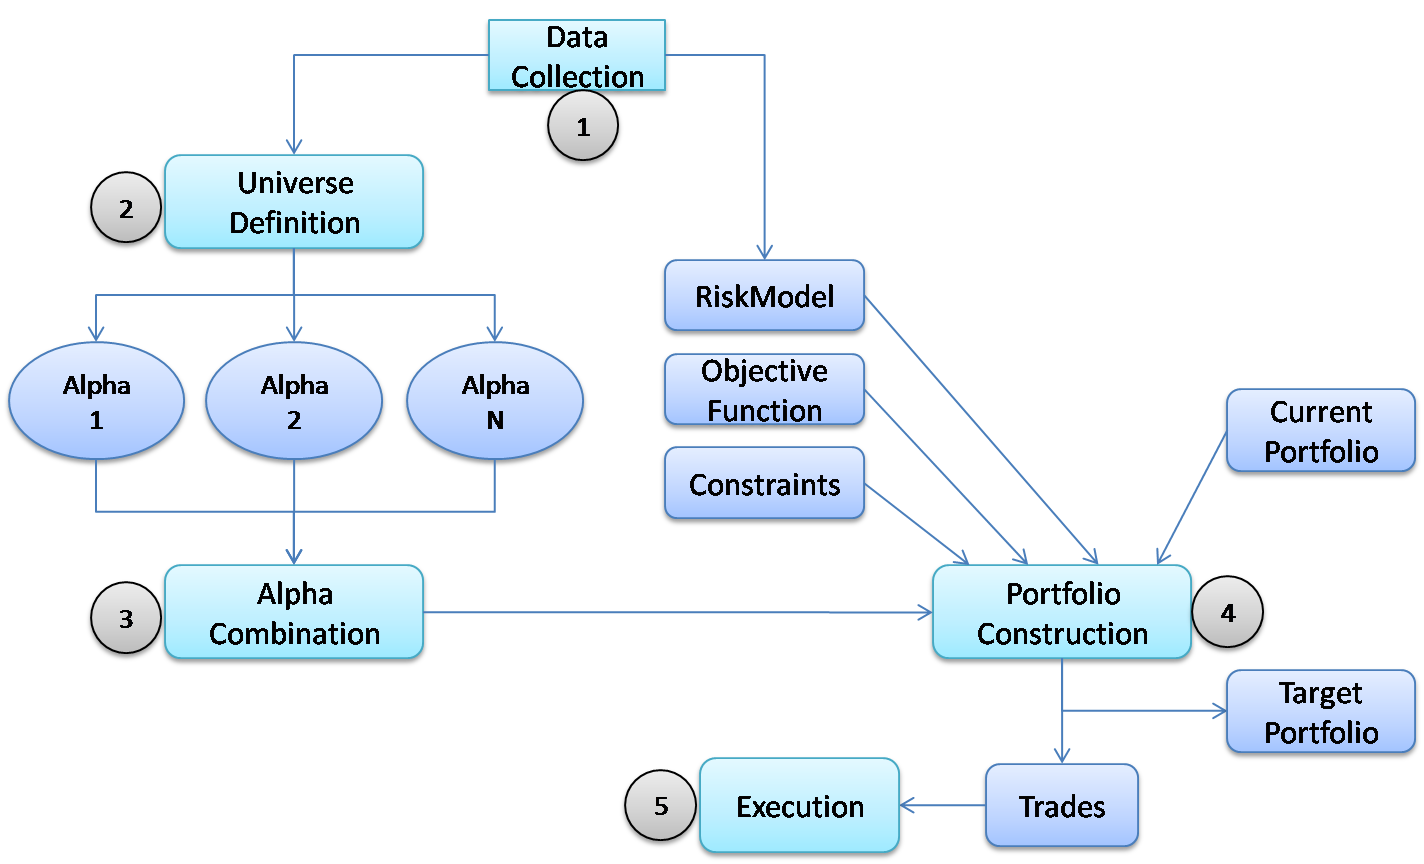 Data
Collection
1
Universe
Definition
2
RiskModel
Alpha
1
Alpha
2
Alpha
N
Objective
Function
Constraints
Current
Portfolio
Alpha
Combination
3
Portfolio
Construction
4
Target
Portfolio
Trades
Execution
5